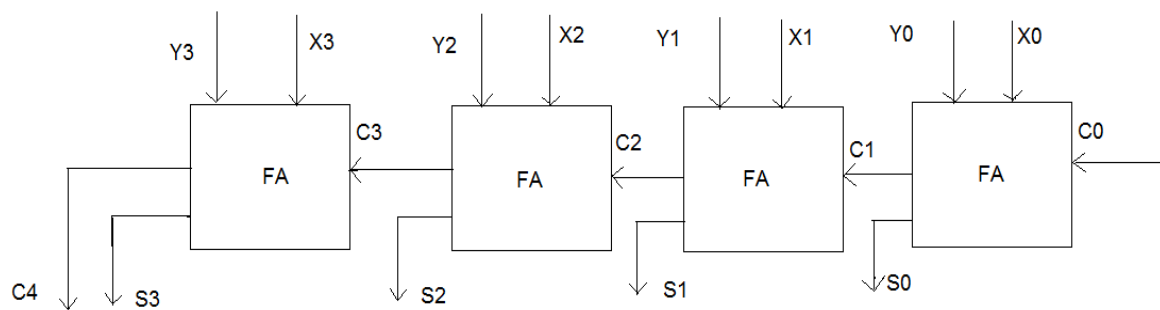 Y3 X3 Y2 X2 Y1 X1 Y0 X0
C3 C2 C1 C0
FA FA FA FA
C4 S3 S2 S1 S0